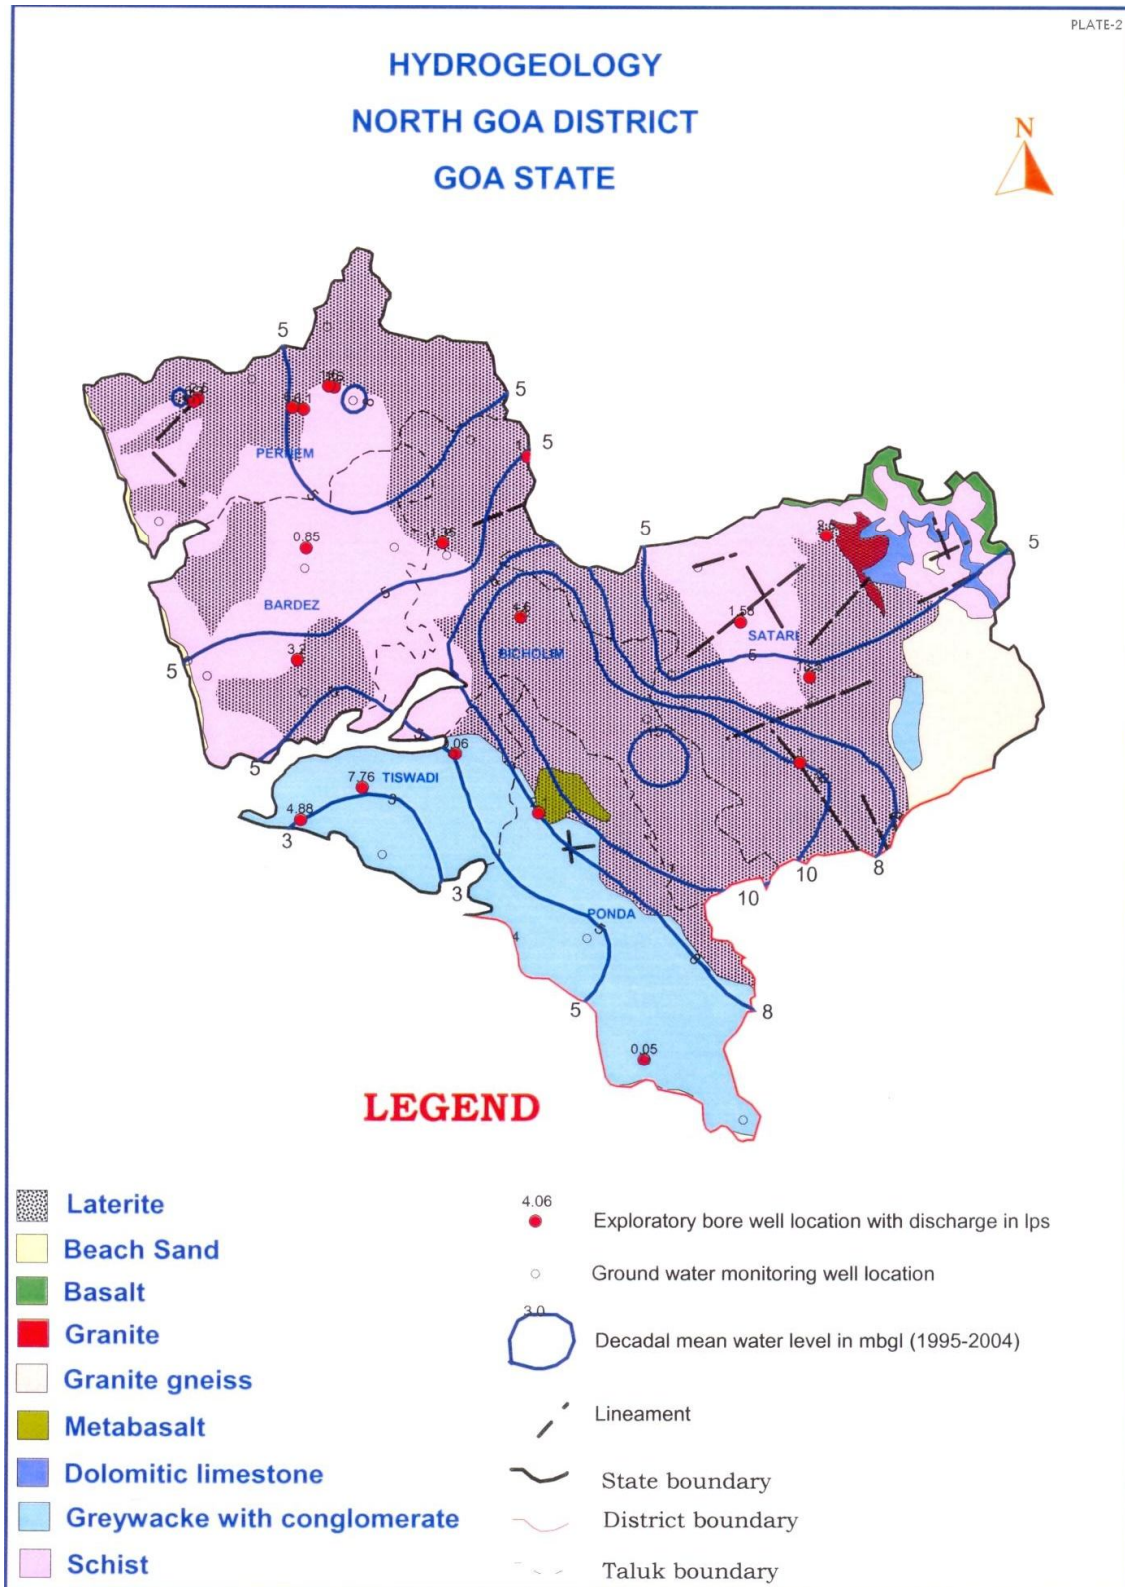 PLATE-2
HYDROGEOLOGY
NORTH GOA DISTRICT
GOA STATE
N
5
5
5
5
5
PERNEM
0.85
BARDEZ
5
SATARI
5
BICHOLIM
5
3.2
5
5
TISWADI
7.76
3
4.88
3
3
10
10
8
PONDA
5
8
0.05
LEGEND
Laterite
Beach Sand
Basalt
Granite
Granite gneiss
Metabasalt
Dolomitic limestone
Greywacke with conglomerate
Schist
4.06
Exploratory bore well location with discharge in lps
Ground water monitoring well location
3.0
Decadal mean water level in mbgl (1995-2004)
Lineament
State boundary
District boundary
Taluk boundary